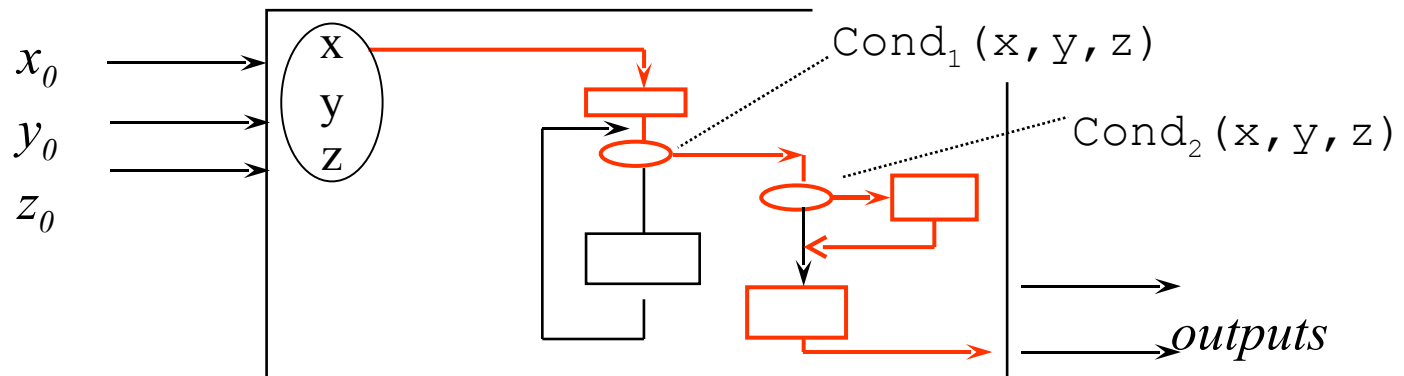 x₀
y₀
z₀
x
y
z
Cond₁(x,y,z)
Cond₂(x,y,z)
outputs